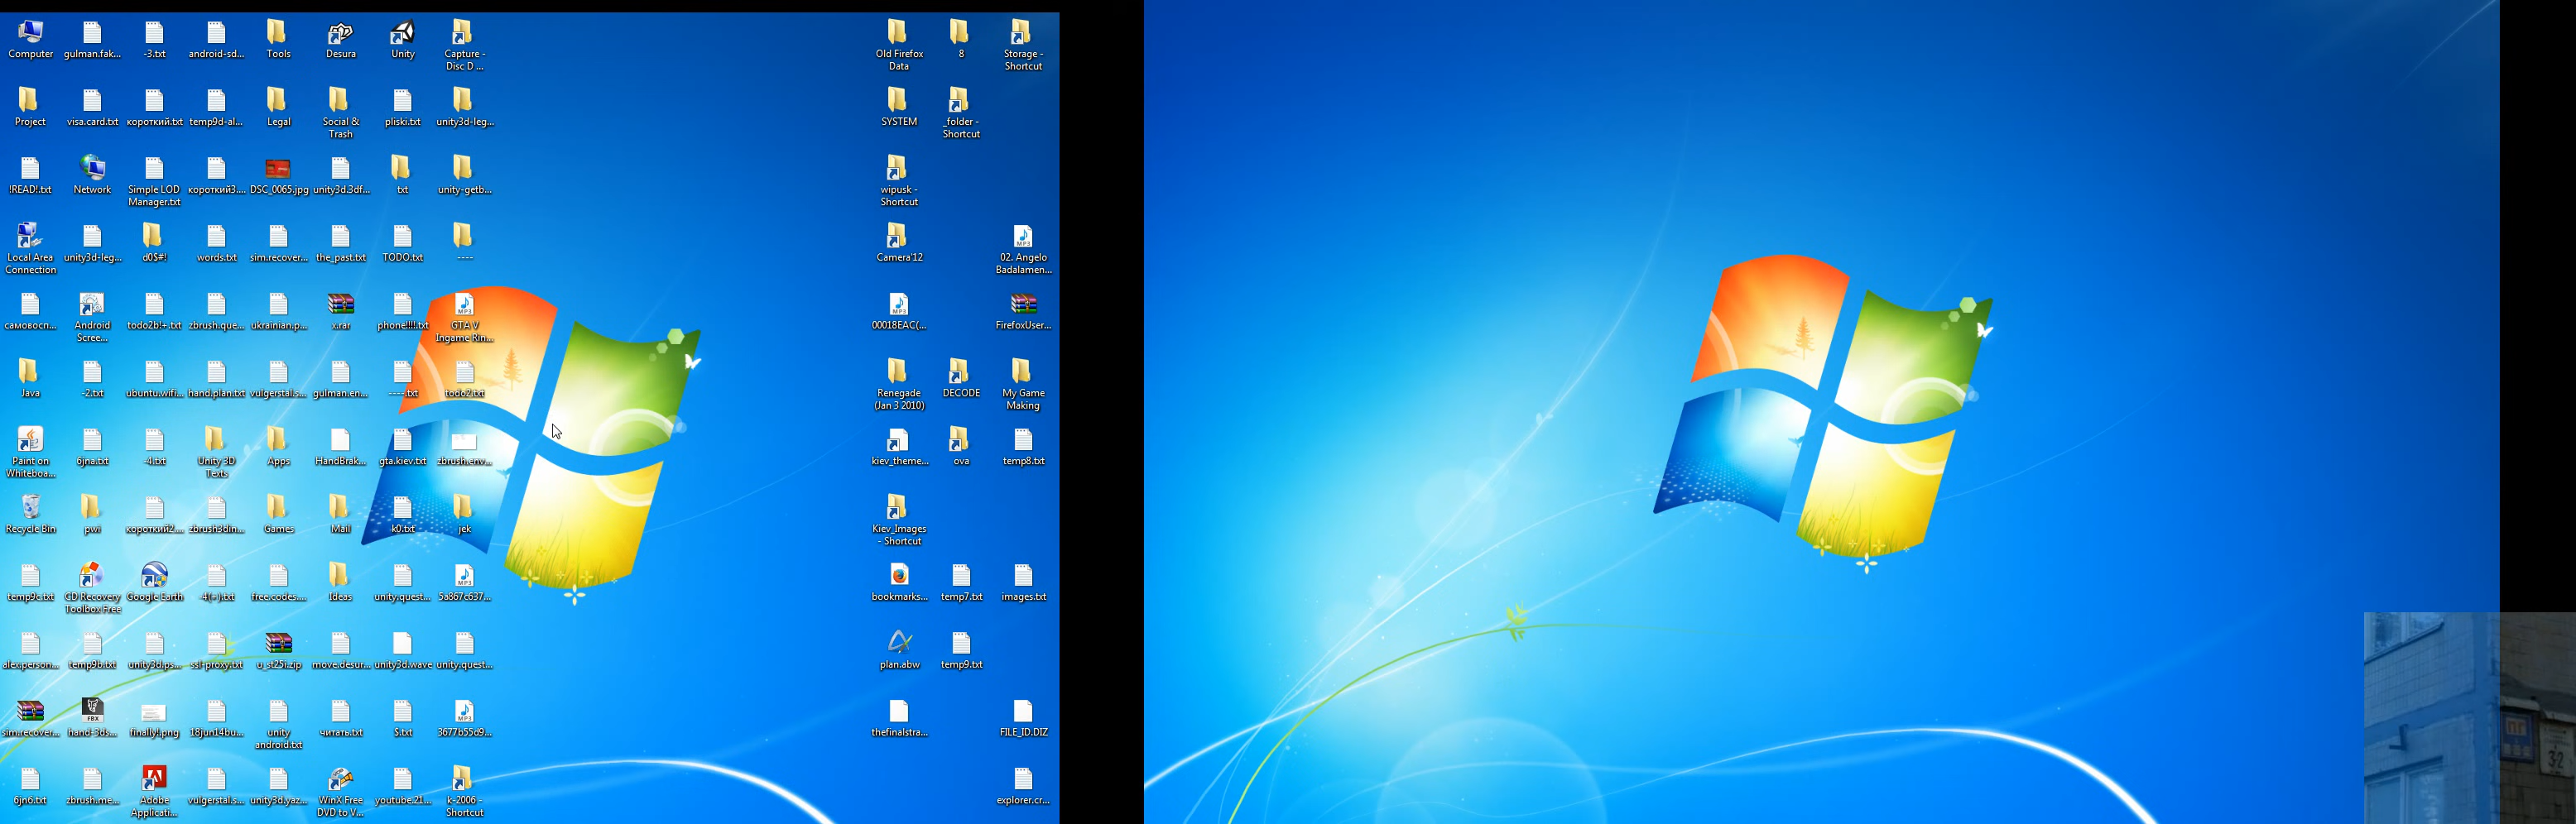 Computer
gulman.fak...
-3.txt
android-sd...
Tools
Desura
Unity
Capture -
Disc D ...
Old Firefox
Data
8
Storage -
Shortcut
Project
visa.card.txt
короткий.txt
temp9d-al...
Legal
Social &
Trash
pliski.txt
unity3d-leg...
SYSTEM
_folder -
Shortcut
!READ!.txt
Network
Simple LOD
Manager.txt
короткий3....
DSC_0065.jpg
unity3d.3df...
txt
unity-getb...
wipusk -
Shortcut
Local Area
Connection
unity3d-leg...
d0$#!
words.txt
sim.recover...
the_past.txt
TODO.txt
----
Camera'12
02. Angelo
Badalamen...
самовосп...
Android
Scree...
todo2b!+.txt
zbrush.que...
ukrainian.p...
x.rar
phone!!!!.txt
GTA V
Ingame Rin...
00018EAC(...
FirefoxUser...
Java
-2.txt
ubuntu.wifi...
hand.plan.txt
vulgerstal.s...
gulman.en...
----.txt
todo2.txt
Renegade
(Jan 3 2010)
DECODE
My Game
Making
Paint on
Whiteboa...
6jna.txt
-4.txt
Unity 3D
Texts
Apps
HandBrak...
gta.kiev.txt
zbrush.env...
kiev_theme...
ova
temp8.txt
Recycle Bin
pwi
короткий2....
zbrush3din...
Games
Mail
k0.txt
jek
Kiev_Images
- Shortcut
temp9c.txt
CD Recovery
Toolbox Free
Google Earth
-4(~).txt
free.codes....
Ideas
unity.quest...
5a867c637...
bookmarks...
temp7.txt
images.txt
alex.person...
temp9b.txt
unity3d.ps...
ssl-proxy.txt
u_st25i.zip
move.desur...
unity3d.wave
unity.quest...
plan.abw
temp9.txt
sim.recover...
hand-3ds...
finally!.png
18jun14bu...
unity
android.txt
читать.txt
$.txt
3677b55d9...
thefinalstra...
FILE_ID.DIZ
6jn6.txt
zbrush.me...
Adobe
Applicati...
vulgerstal.s...
unity3d.yaz...
WinX Free
DVD to V...
youtube.21...
k-2006 -
Shortcut
explorer.cr...
32